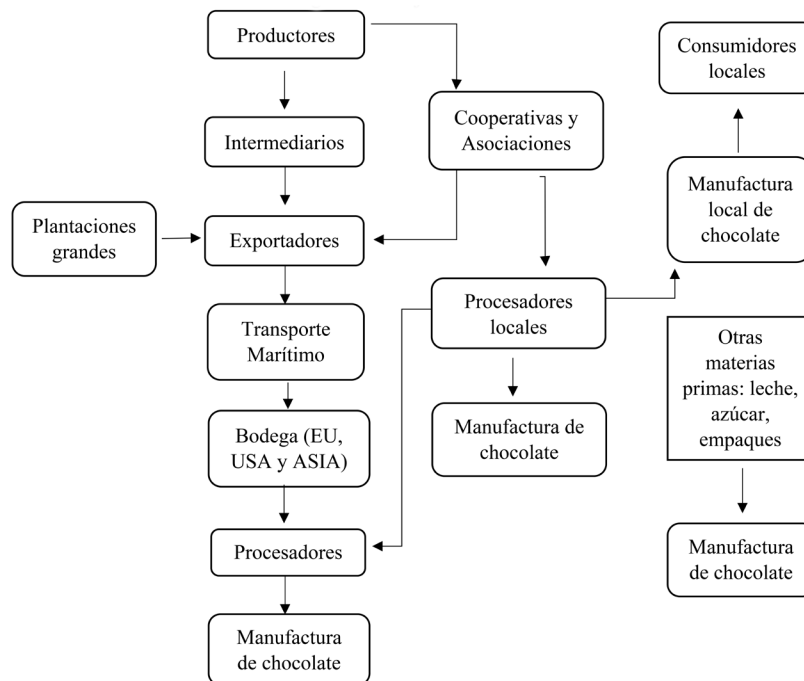 Productores
Consumidores
locales
Cooperativas y
Asociaciones
Intermediarios
Manufactura
local de
chocolate
Plantaciones
grandes
Exportadores
Procesadores
locales
Transporte
Marítimo
Otras
materias
primas: leche,
azúcar,
empaques
Bodega (EU,
USA y ASIA)
Manufactura de
chocolate
Procesadores
Manufactura
de chocolate
Manufactura
de chocolate